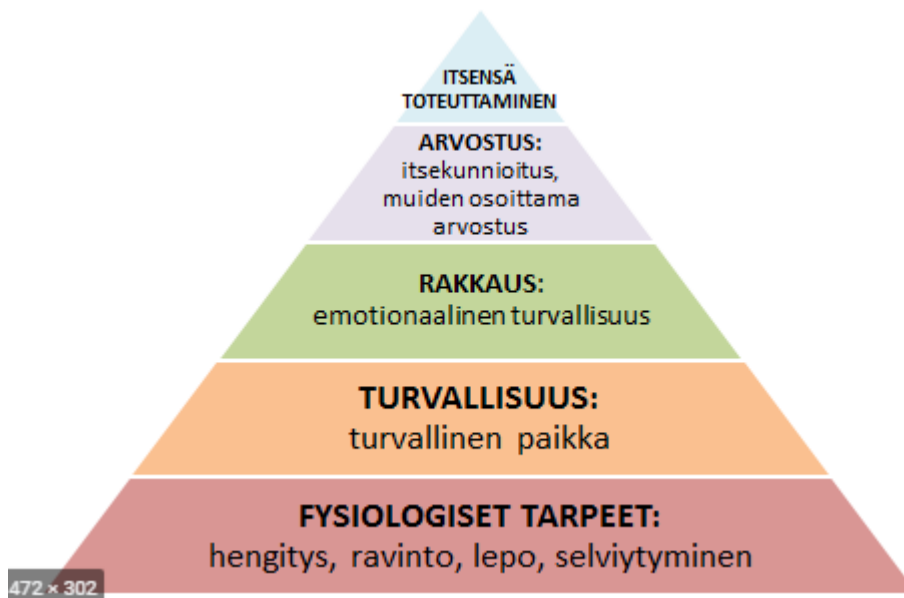 ITSENSÄ
TOTEUTTAMINEN
ARVOSTUS:
itsekunnioitus,
muiden osoittama
arvostus
RAKKAUS:
emotionaalinen turvallisuus
TURVALLISUUS:
turvallinen paikka
FYSIOLOGISET TARPEET:
hengitys, ravinto, lepo, selviytyminen
472 × 302